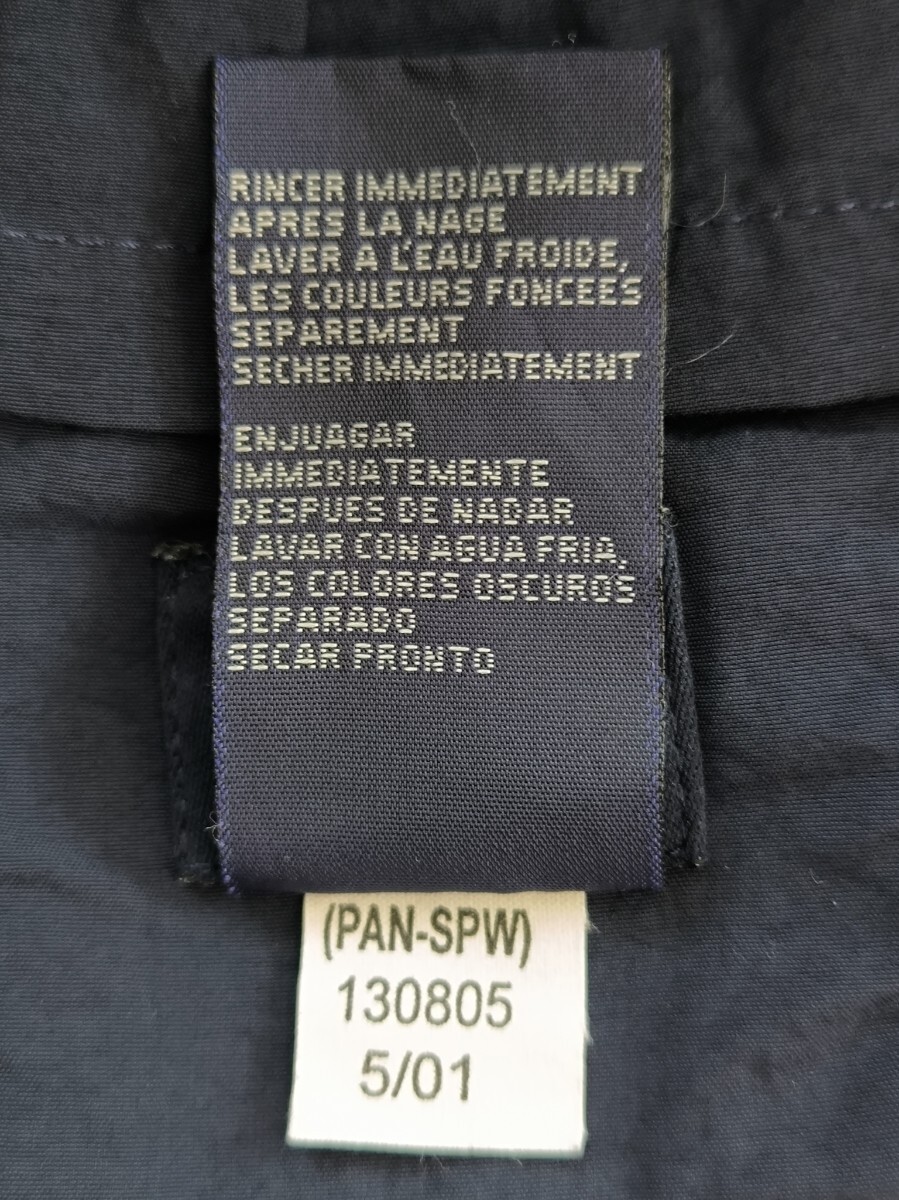 RINCER IMMEDIATEMENT
APRES LA NAGE
LAVER A L'EAU FROIDE,
LES COULEURS FONCEES
SEPAREMENT
SECHER IMMEDIATEMENT
ENJUAGAR
IMMEDIATEMENTE
DESPUES DE NADAR
LAVAR CON AGUA FRIA,
LOS COLORES OSCUROS
SEPARADO
SECAR PRONTO
(PAN-SPW)
130805
5/01